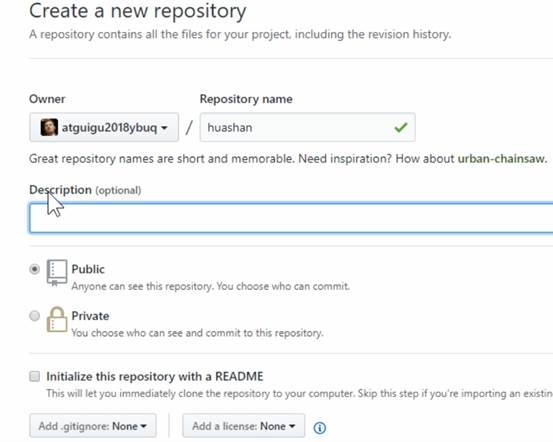 Create a new repository
A repository contains all the files for your project, including the revision history.
Owner
Repository name
atguigu2018ybuq
/
huashan
Great repository names are short and memorable. Need inspiration? How about urban-chainsaw.
Description (optional)
Public
Anyone can see this repository. You choose who can commit.
Private
You choose who can see and commit to this repository.
Initialize this repository with a README
This will let you immediately clone the repository to your computer. Skip this step if you're importing an existin
Add .gitignore: None
Add a license: None